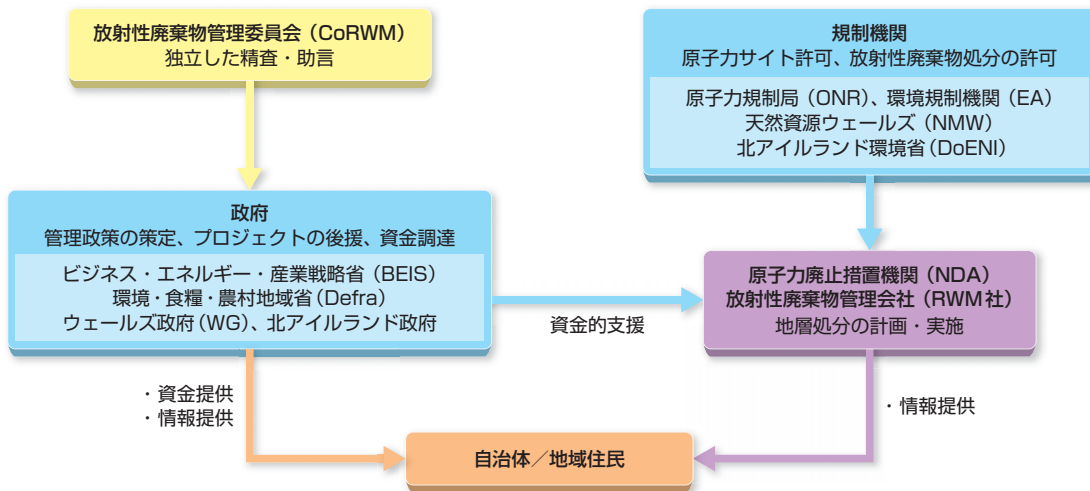 放射性廃棄物管理委員会（CoRWM）
独立した精査・助言
規制機関
原子力サイト許可、放射性廃棄物処分の許可
原子力規制局（ONR）、環境規制機関（EA）
天然資源ウェールズ（NMW）
北アイルランド環境省（DoENI）
政府
管理政策の策定、プロジェクトの後援、資金調達
ビジネス・エネルギー・産業戦略省（BEIS）
環境・食糧・農村地域省（Defra）
ウェールズ政府（WG）、北アイルランド政府
資金的支援
原子力廃止措置機関（NDA）
放射性廃棄物管理会社（RWM社）
地層処分の計画・実施
・資金提供
・情報提供
・情報提供
自治体／地域住民